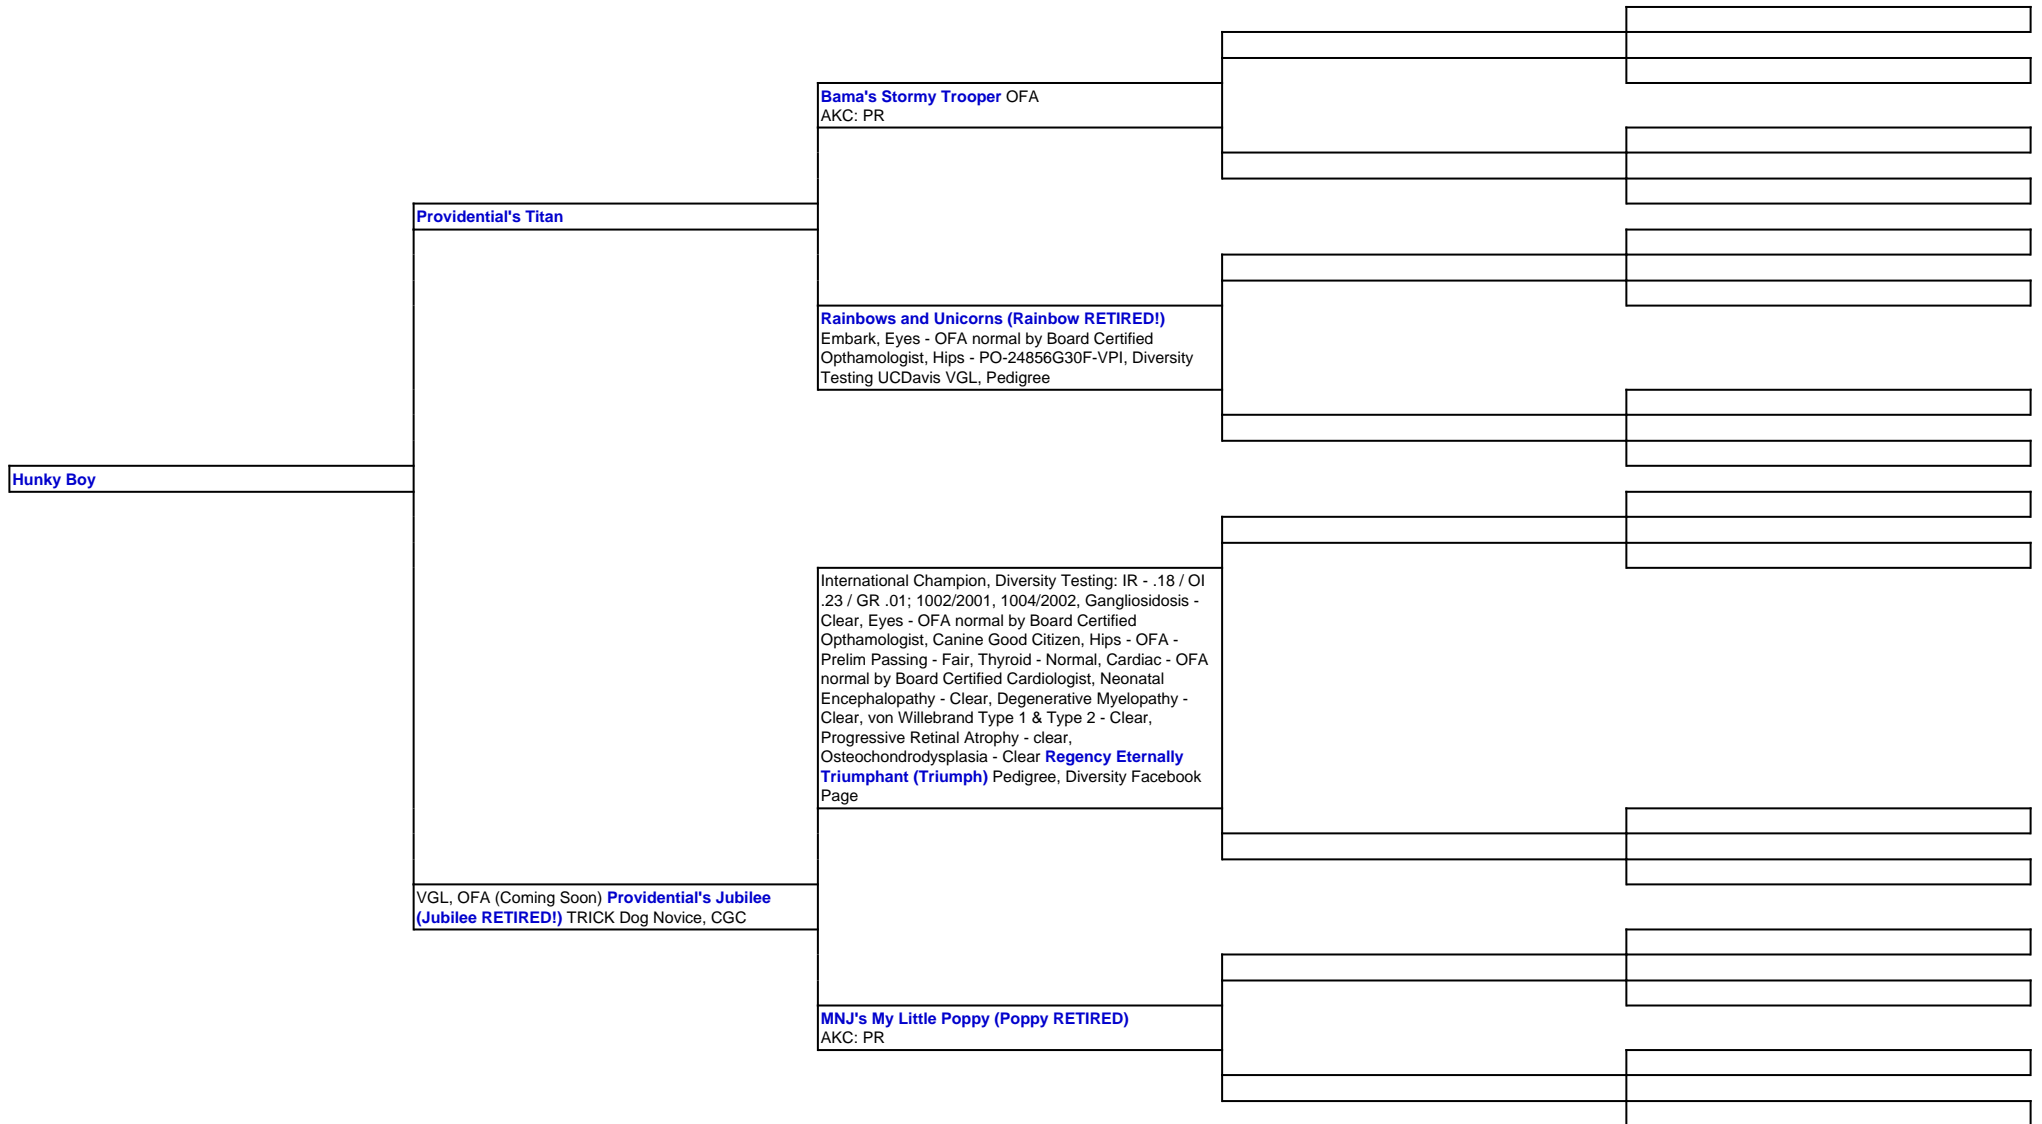 Bama's Stormy Trooper OFA
AKC: PR
Providential's Titan
Rainbows and Unicorns (Rainbow RETIRED!)
Embark, Eyes - OFA normal by Board Certified
Opthamologist, Hips - PO-24856G30F-VPI, Diversity
Testing UCDavis VGL, Pedigree
Hunky Boy
International Champion, Diversity Testing: IR - .18 / OI
.23 / GR .01; 1002/2001, 1004/2002, Gangliosidosis -
Clear, Eyes - OFA normal by Board Certified
Opthamologist, Canine Good Citizen, Hips - OFA -
Prelim Passing - Fair, Thyroid - Normal, Cardiac - OFA
normal by Board Certified Cardiologist, Neonatal
Encephalopathy - Clear, Degenerative Myelopathy -
Clear, von Willebrand Type 1 & Type 2 - Clear,
Progressive Retinal Atrophy - clear,
Osteochondrodysplasia - Clear Regency Eternally
Triumphant (Triumph) Pedigree, Diversity Facebook
Page
VGL, OFA (Coming Soon) Providential's Jubilee
(Jubilee RETIRED!) TRICK Dog Novice, CGC
MNJ's My Little Poppy (Poppy RETIRED)
AKC: PR